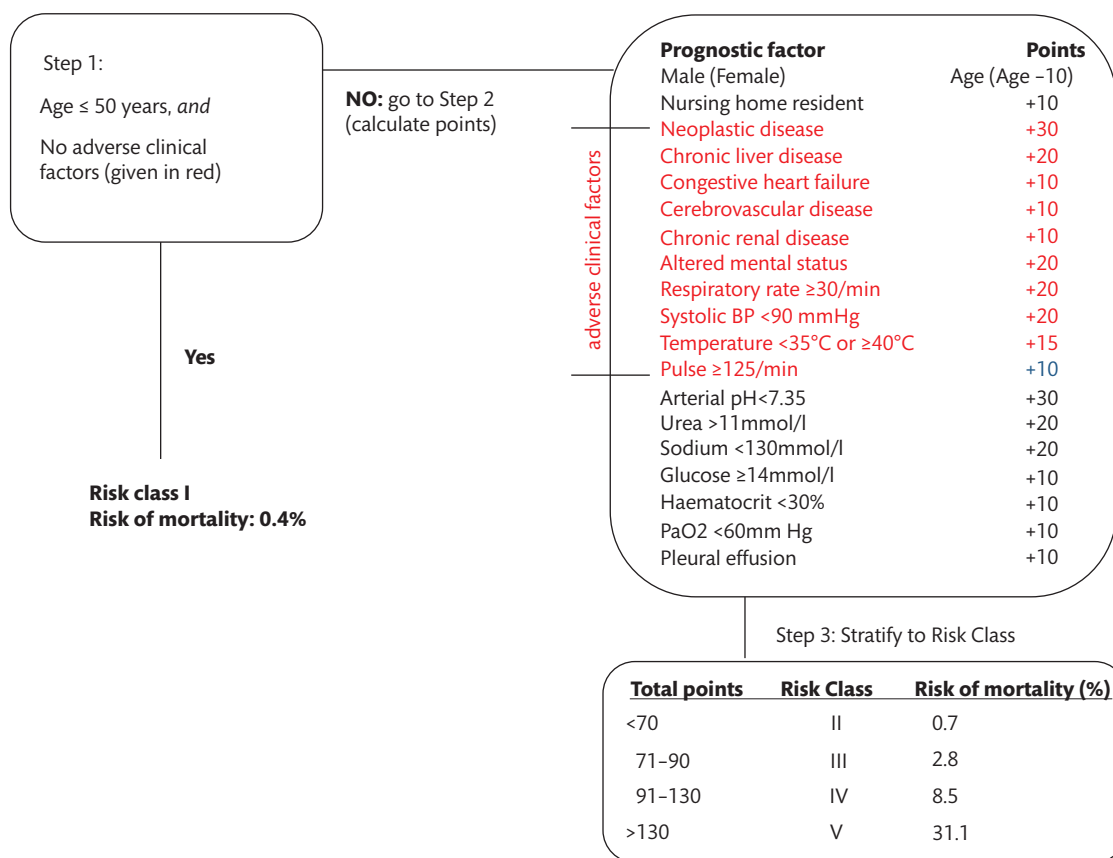 Step 1:
Age ≤ 50 years, and
No adverse clinical
factors (given in red)
NO: go to Step 2
(calculate points)
Yes
Risk class I
Risk of mortality: 0.4%
adverse clinical factors
Prognostic factor Points
Male (Female) Age (Age –10)
Nursing home resident +10
Neoplastic disease +30
Chronic liver disease +20
Congestive heart failure +10
Cerebrovascular disease +10
Chronic renal disease +10
Altered mental status +20
Respiratory rate ≥30/min +20
Systolic BP <90 mmHg +20
Temperature <35°C or ≥40°C +15
Pulse ≥125/min +10
Arterial pH<7.35 +30
Urea >11mmol/l +20
Sodium <130mmol/l +20
Glucose ≥14mmol/l +10
Haematocrit <30% +10
PaO2 <60mm Hg +10
Pleural effusion +10
Step 3: Stratify to Risk Class
Total points Risk Class Risk of mortality (%)
<70 II 0.7
71–90 III 2.8
91–130 IV 8.5
>130 V 31.1